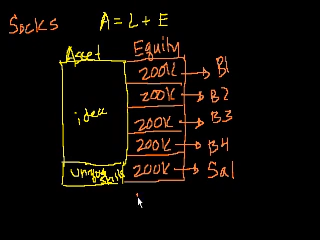 Socks A = L + E
Asset Equity
200K → B1
200K → B2
idea
200K → B3
200K → B4
200K → Sal